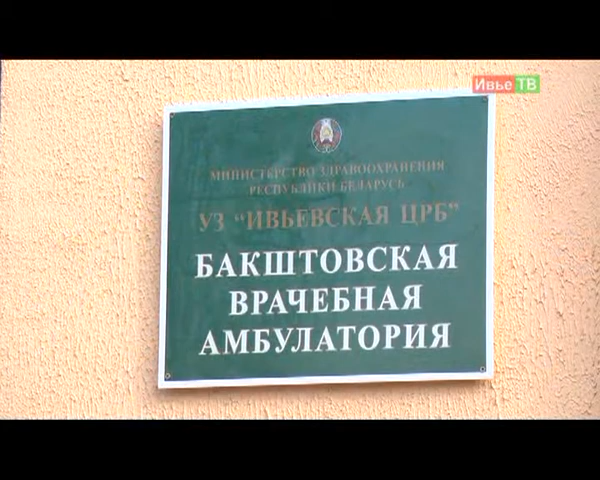 Ивье ТВ
МИНИСТЕРСТВО ЗДРАВООХРАНЕНИЯ
РЕСПУБЛИКИ БЕЛАРУСЬ
УЗ "ИВЬЕВСКАЯ ЦРБ"
БАКШТОВСКАЯ
ВРАЧЕБНАЯ
АМБУЛАТОРИЯ